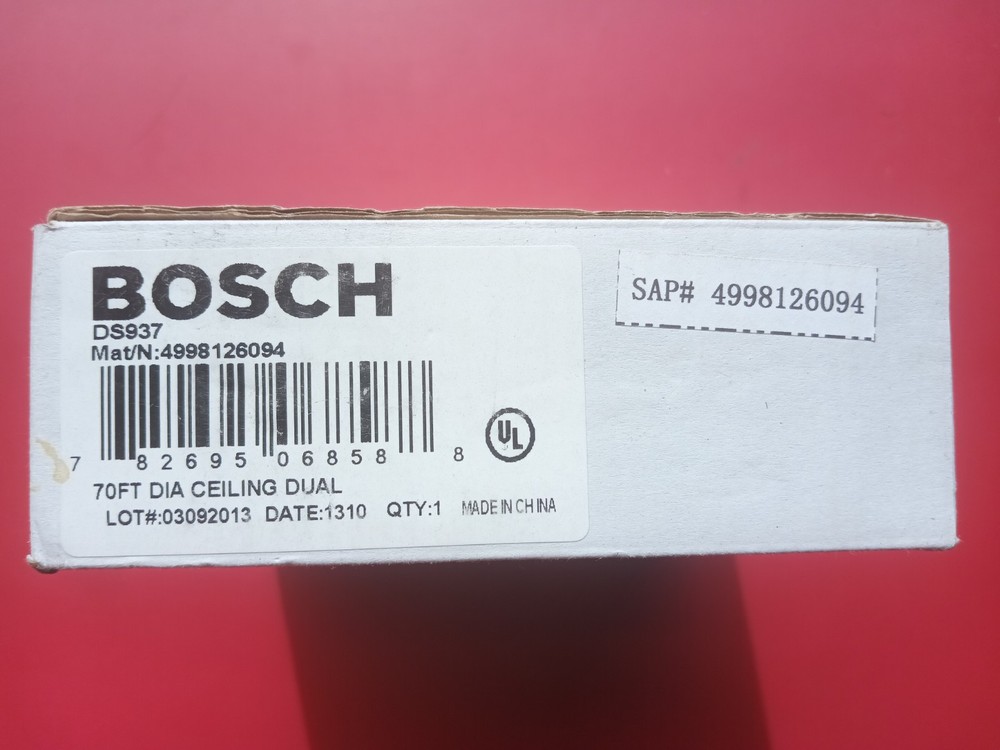 BOSCH
DS937
Mat/N:4998126094
7 82695 06858 8
UL
70FT DIA CEILING DUAL
LOT#:03092013 DATE:1310 QTY:1 MADE IN CHINA
SAP# 4998126094